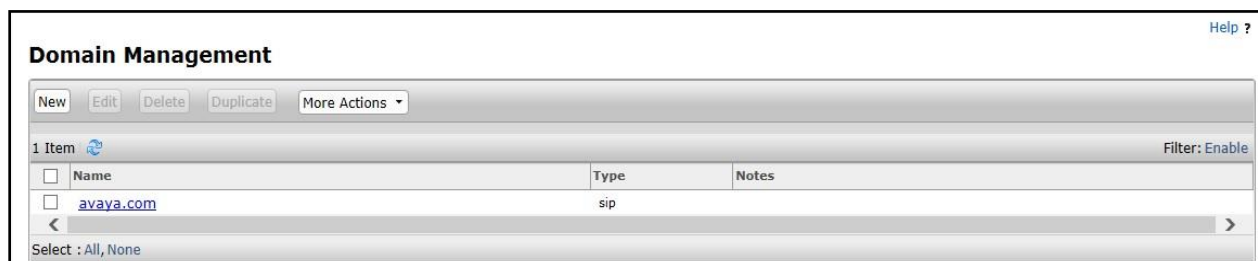 Help ?
Domain Management
New Edit Delete Duplicate More Actions
1 Item Filter: Enable
Name Type Notes
avaya.com sip
Select : All, None